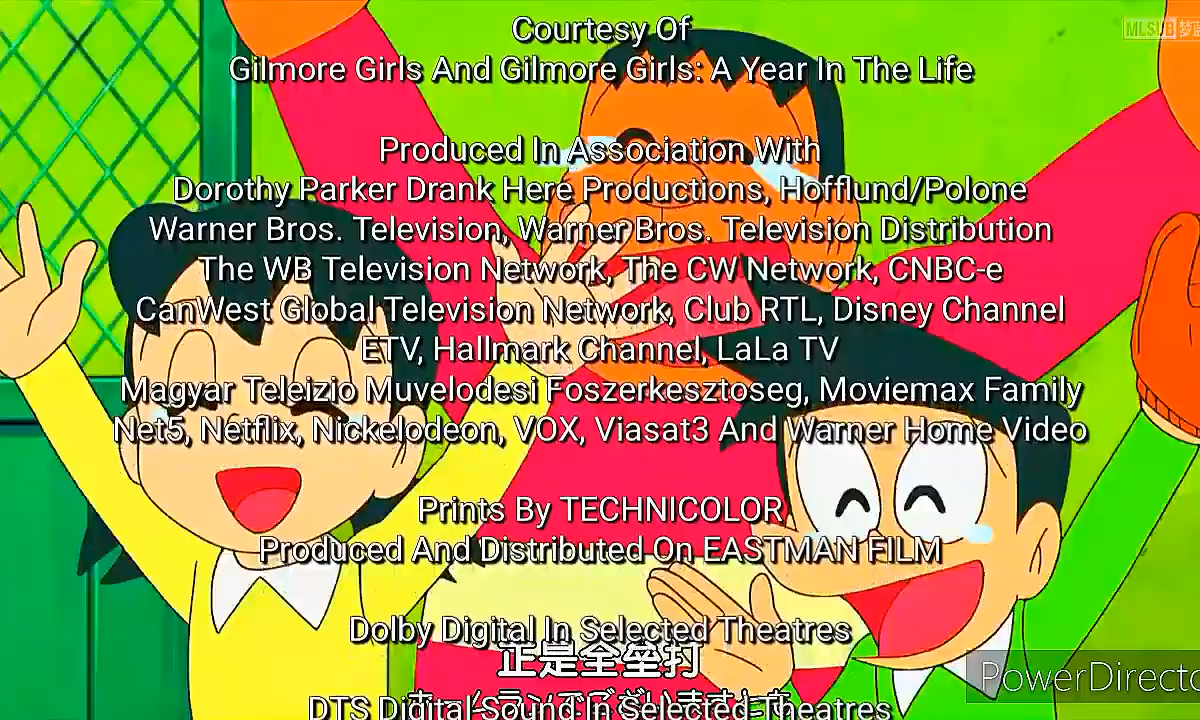 Courtesy Of
MLSUB 梦蓝
Gilmore Girls And Gilmore Girls: A Year In The Life
Produced In Association With
Dorothy Parker Drank Here Productions, Hofflund/Polone
Warner Bros. Television, Warner Bros. Television Distribution
The WB Television Network, The CW Network, CNBC-e
CanWest Global Television Network, Club RTL, Disney Channel
ETV, Hallmark Channel, LaLa TV
Magyar Teleizio Muvelodesi Foszerkesztoseg, Moviemax Family
Net5, Netflix, Nickelodeon, VOX, Viasat3 And Warner Home Video
Prints By TECHNICOLOR
Produced And Distributed On EASTMAN FILM
Dolby Digital In Selected Theatres
正是全垒打
PowerDirecto
DTS Digital Sound In Selected Theatres